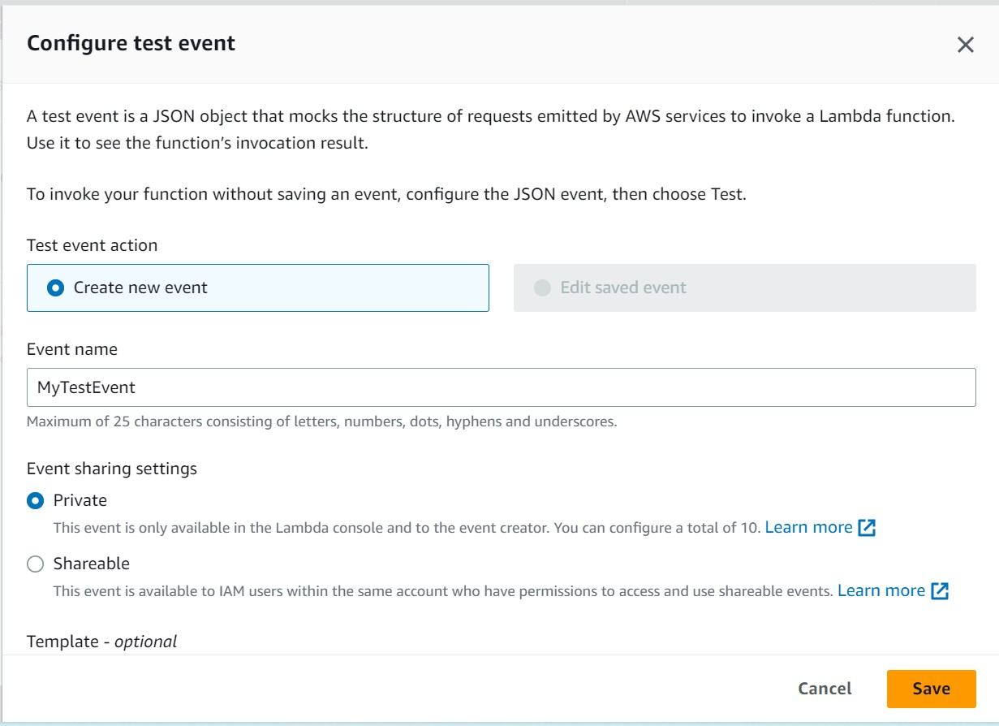 Configure test event
A test event is a JSON object that mocks the structure of requests emitted by AWS services to invoke a Lambda function.
Use it to see the function’s invocation result.
To invoke your function without saving an event, configure the JSON event, then choose Test.
Test event action
Create new event
Edit saved event
Event name
MyTestEvent
Maximum of 25 characters consisting of letters, numbers, dots, hyphens and underscores.
Event sharing settings
Private
This event is only available in the Lambda console and to the event creator. You can configure a total of 10. Learn more
Shareable
This event is available to IAM users within the same account who have permissions to access and use shareable events. Learn more
Template - optional
Cancel
Save